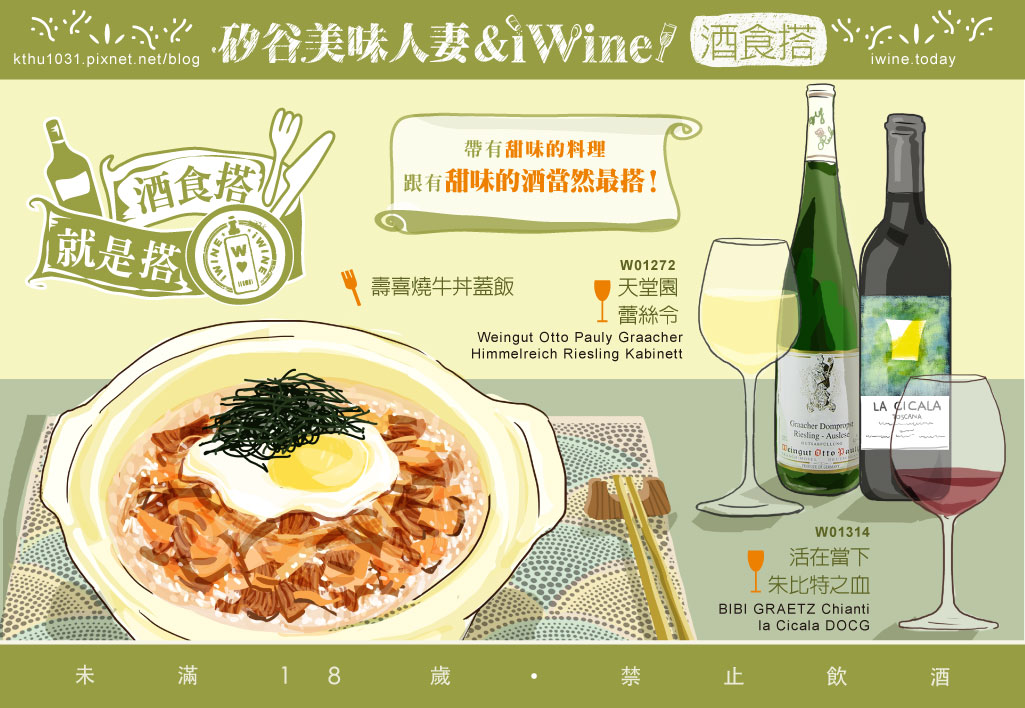 矽谷美味人妻&iWine
酒食搭
kthu1031.pixnet.net/blog
iwine.today
酒食搭
就是搭
iWINE
W
iWINE
帶有甜味的料理
跟有甜味的酒當然最搭！
壽喜燒牛丼蓋飯
W01272
天堂園
蕾絲令
Weingut Otto Pauly Graacher
Himmelreich Riesling Kabinett
Graacher Domprobst
Riesling - Auslese
Weingut Otto Pauly
LA CICALA
TOSCANA
W01314
活在當下
朱比特之血
BIBI GRAETZ Chianti
la Cicala DOCG
未滿18歲・禁止飲酒